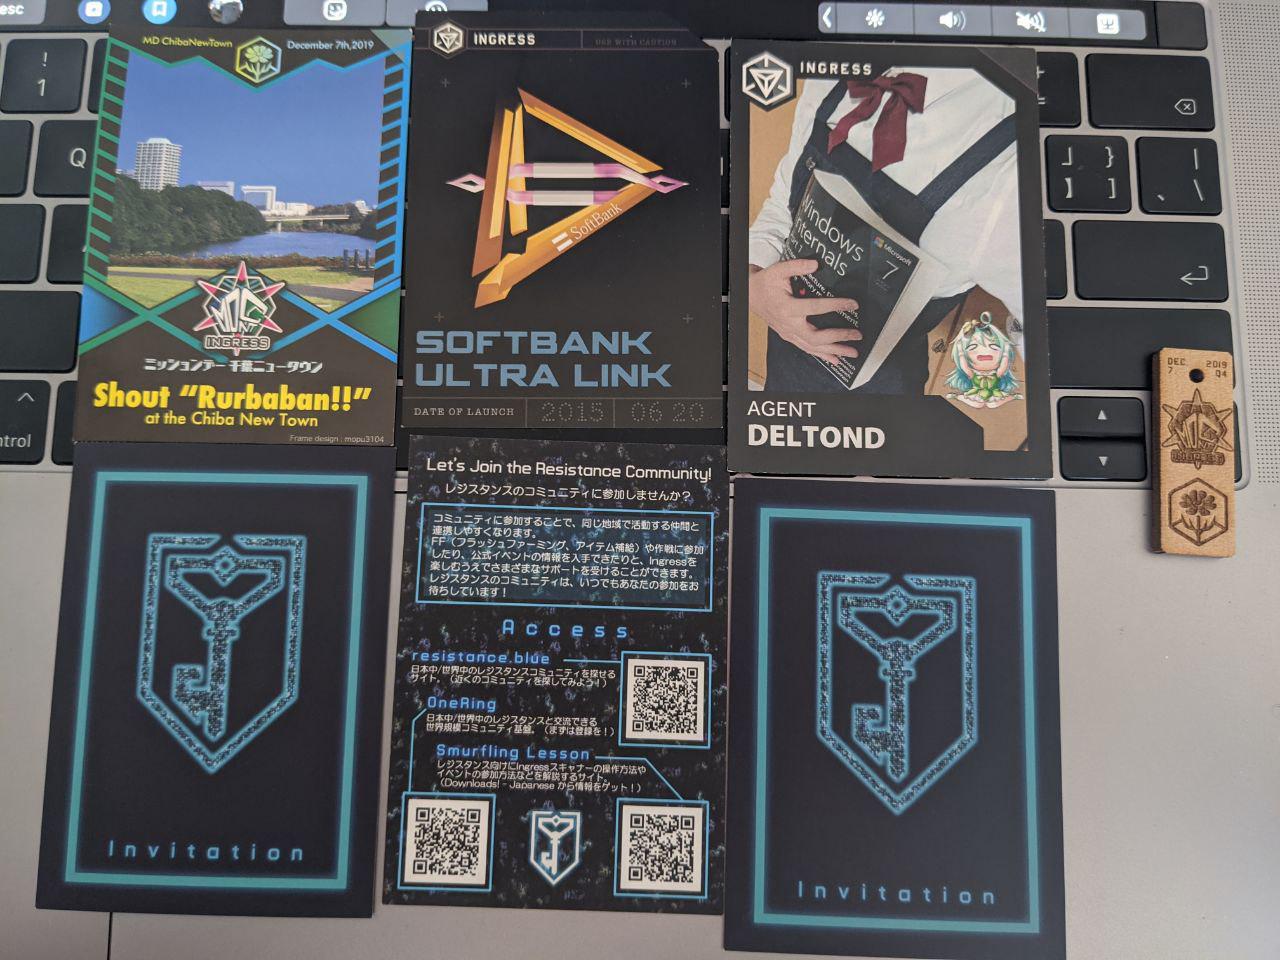 esc
!
1
Q
control
MD ChibaNewTown
December 7th,2019
MDCNT
INGRESS
ミッションデー 千葉ニュータウン
Shout “Rurbaban!!”
at the Chiba New Town
Frame design : mopu3104
INGRESS
USE WITH CAUTION
SoftBank
SOFTBANK
ULTRA LINK
DATE OF LAUNCH
2015
06 20
INGRESS
Windows
Internals
Microsoft
7
AGENT
DELTOND
」 }
】 ]
|
、 \
DEC 2019
7 Q4
MDCNT
INGRESS
Invitation
Let's Join the Resistance Community!
レジスタンスのコミュニティに参加しませんか？
コミュニティに参加することで、同じ地域で活動する仲間と
連携しやすくなります。
FF（フラッシュファーミング、アイテム補給）や作戦に参加
したり、公式イベントの情報を入手できたりと、Ingressを
楽しむうえでさまざまなサポートを受けることができます。
レジスタンスのコミュニティは、いつでもあなたの参加をお
待ちしています！
Access
resistance.blue
日本中/世界中のレジスタンスコミュニティを探せる
サイト。（近くのコミュニティを探してみよう！）
OneRing
日本中/世界中のレジスタンスと交流できる
世界規模コミュニティ基盤。（まずは登録を！）
Smurfling Lesson
レジスタンス向けにIngressスキャナーの操作方法や
イベントの参加方法などを解説するサイト。
（Downloads! - Japanese から情報をゲット！）
Invitation